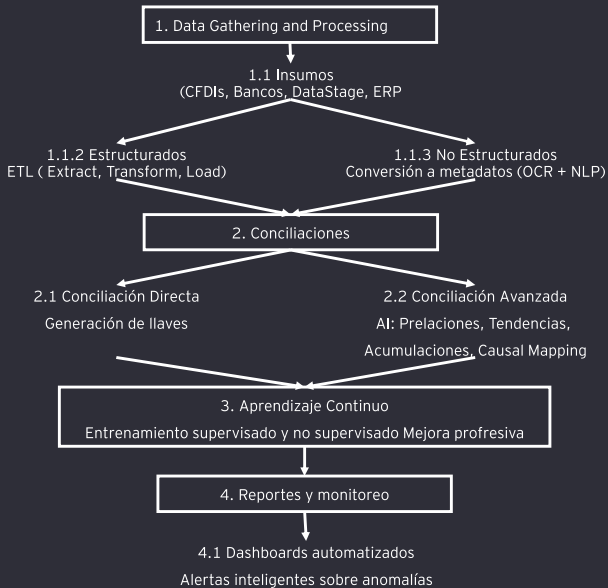 1. Data Gathering and Processing
1.1 Insumos
(CFDIs, Bancos, DataStage, ERP
1.1.2 Estructurados
ETL ( Extract, Transform, Load)
1.1.3 No Estructurados
Conversión a metadatos (OCR + NLP)
2. Conciliaciones
2.1 Conciliación Directa
Generación de llaves
2.2 Conciliación Avanzada
AI: Prelaciones, Tendencias,
Acumulaciones, Causal Mapping
3. Aprendizaje Continuo
Entrenamiento supervisado y no supervisado Mejora profresiva
4. Reportes y monitoreo
4.1 Dashboards automatizados
Alertas inteligentes sobre anomalías